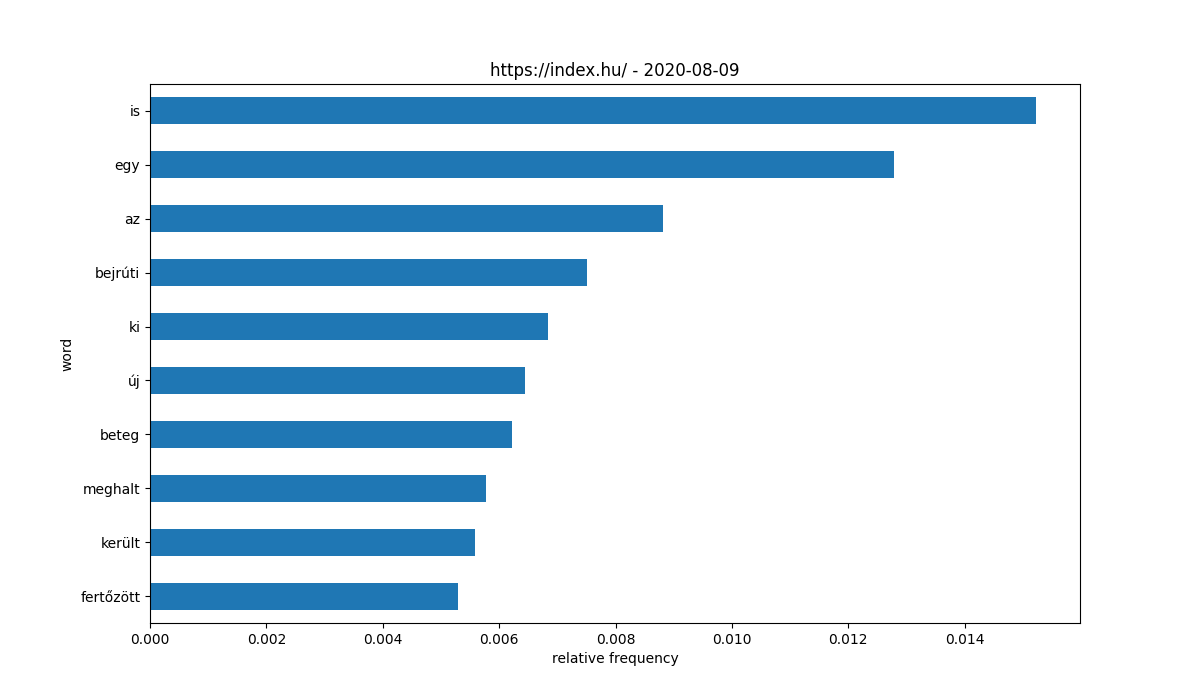 https://index.hu/ - 2020-08-09
is
egy
az
bejrúti
ki
új
beteg
meghalt
került
fertőzött
word
0.000 0.002 0.004 0.006 0.008 0.010 0.012 0.014
relative frequency